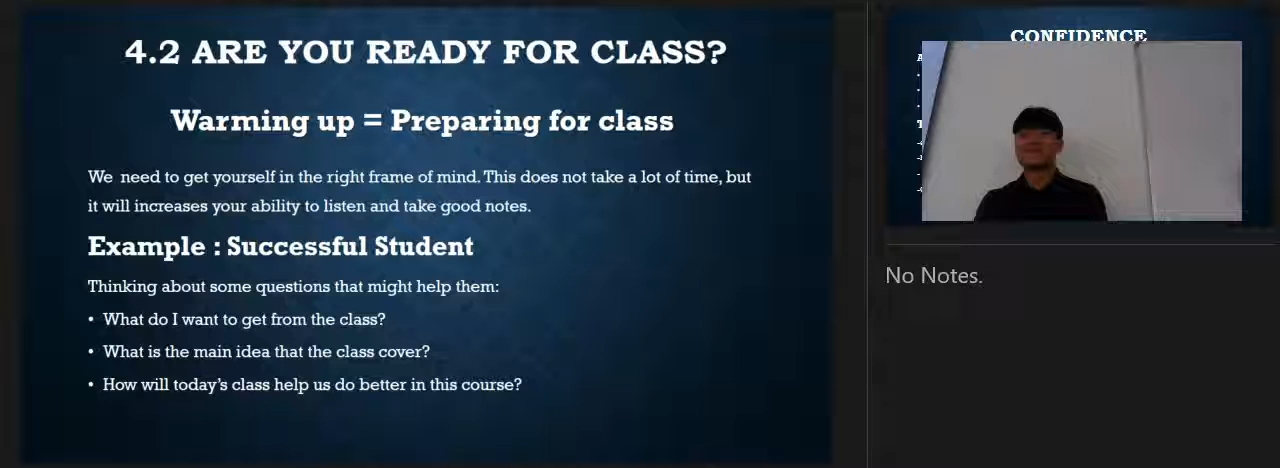 4.2 ARE YOU READY FOR CLASS?
Warming up = Preparing for class
We need to get yourself in the right frame of mind. This does not take a lot of time, but
it will increases your ability to listen and take good notes.
Example : Successful Student
Thinking about some questions that might help them:
• What do I want to get from the class?
• What is the main idea that the class cover?
• How will today's class help us do better in this course?
CONFIDENCE
No Notes.